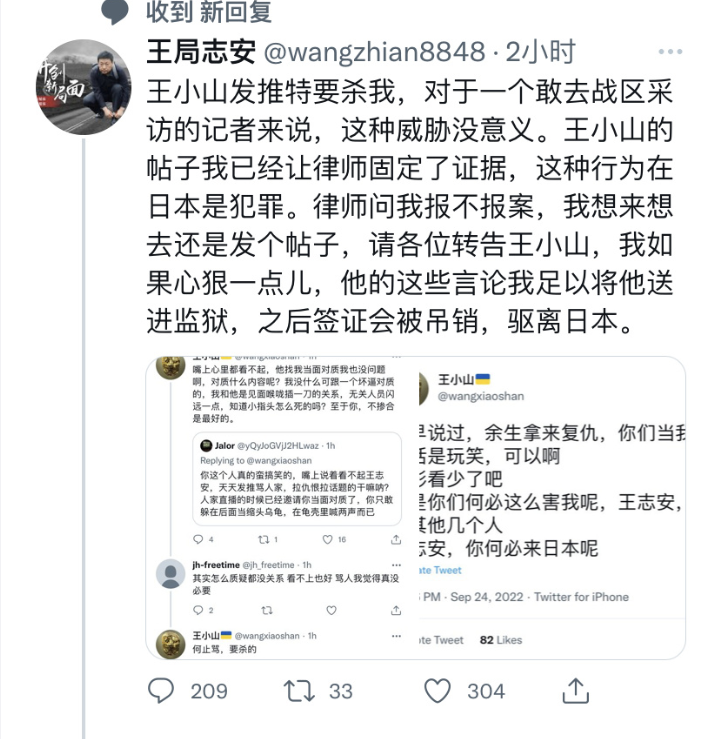 收到 新回复
王局志安 @wangzhian8848 · 2小时
王小山发推特要杀我，对于一个敢去战区采
访的记者来说，这种威胁没意义。王小山的
帖子我已经让律师固定了证据，这种行为在
日本是犯罪。律师问我报不报案，我想来想
去还是发个帖子，请各位转告王小山，我如
果心狠一点儿，他的这些言论我足以将他送
进监狱，之后签证会被吊销，驱离日本。
王小山🇺🇦 @wangxiaoshan · 1h
嘴上心里都看不起，他找我当面对质我也没问题
啊，对质什么内容呢？我没什么可跟一个坏逼对质
的，我和他是见面喉咙插一刀的关系，无关人员闪
远一点，知道小指头怎么死的吗？至于你，不掺合
是最好的。
Jalor @yQyJoGVjJ2HLwaz · 1h
Replying to @wangxiaoshan
你这个人真的蛮搞笑的，嘴上说着看不起王志
安，天天发推骂人家，拉仇恨拉话题的干嘛呐？
人家直播的时候已经邀请你当面对质了，你只敢
躲在后面当缩头乌龟，在龟壳里喊两声而已
4 1 16
jh-freetime @jh_freetime · 1h
其实怎么质疑都没关系 看不上也好 骂人我觉得真没
必要
2
王小山🇺🇦 @wangxiaoshan · 1h
何止骂，要杀的
王小山🇺🇦
@wangxiaoshan
早说过，余生拿来复仇，你们当我
话是玩笑，可以啊
影看少了吧
是你们何必这么害我呢，王志安，
其他几个人
志安，你何必来日本呢
ate Tweet
PM · Sep 24, 2022 · Twitter for iPhone
te Tweet 82 Likes
209 33 304